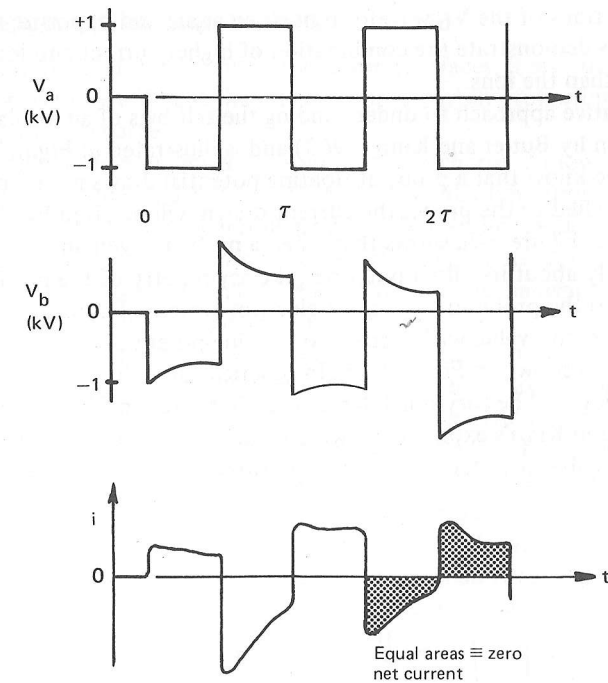 +1
V_a
(kV)
0
t
−1
0
τ
2τ
V_b
(kV)
0
t
−1
i
0
t
Equal areas ≡ zero
net current